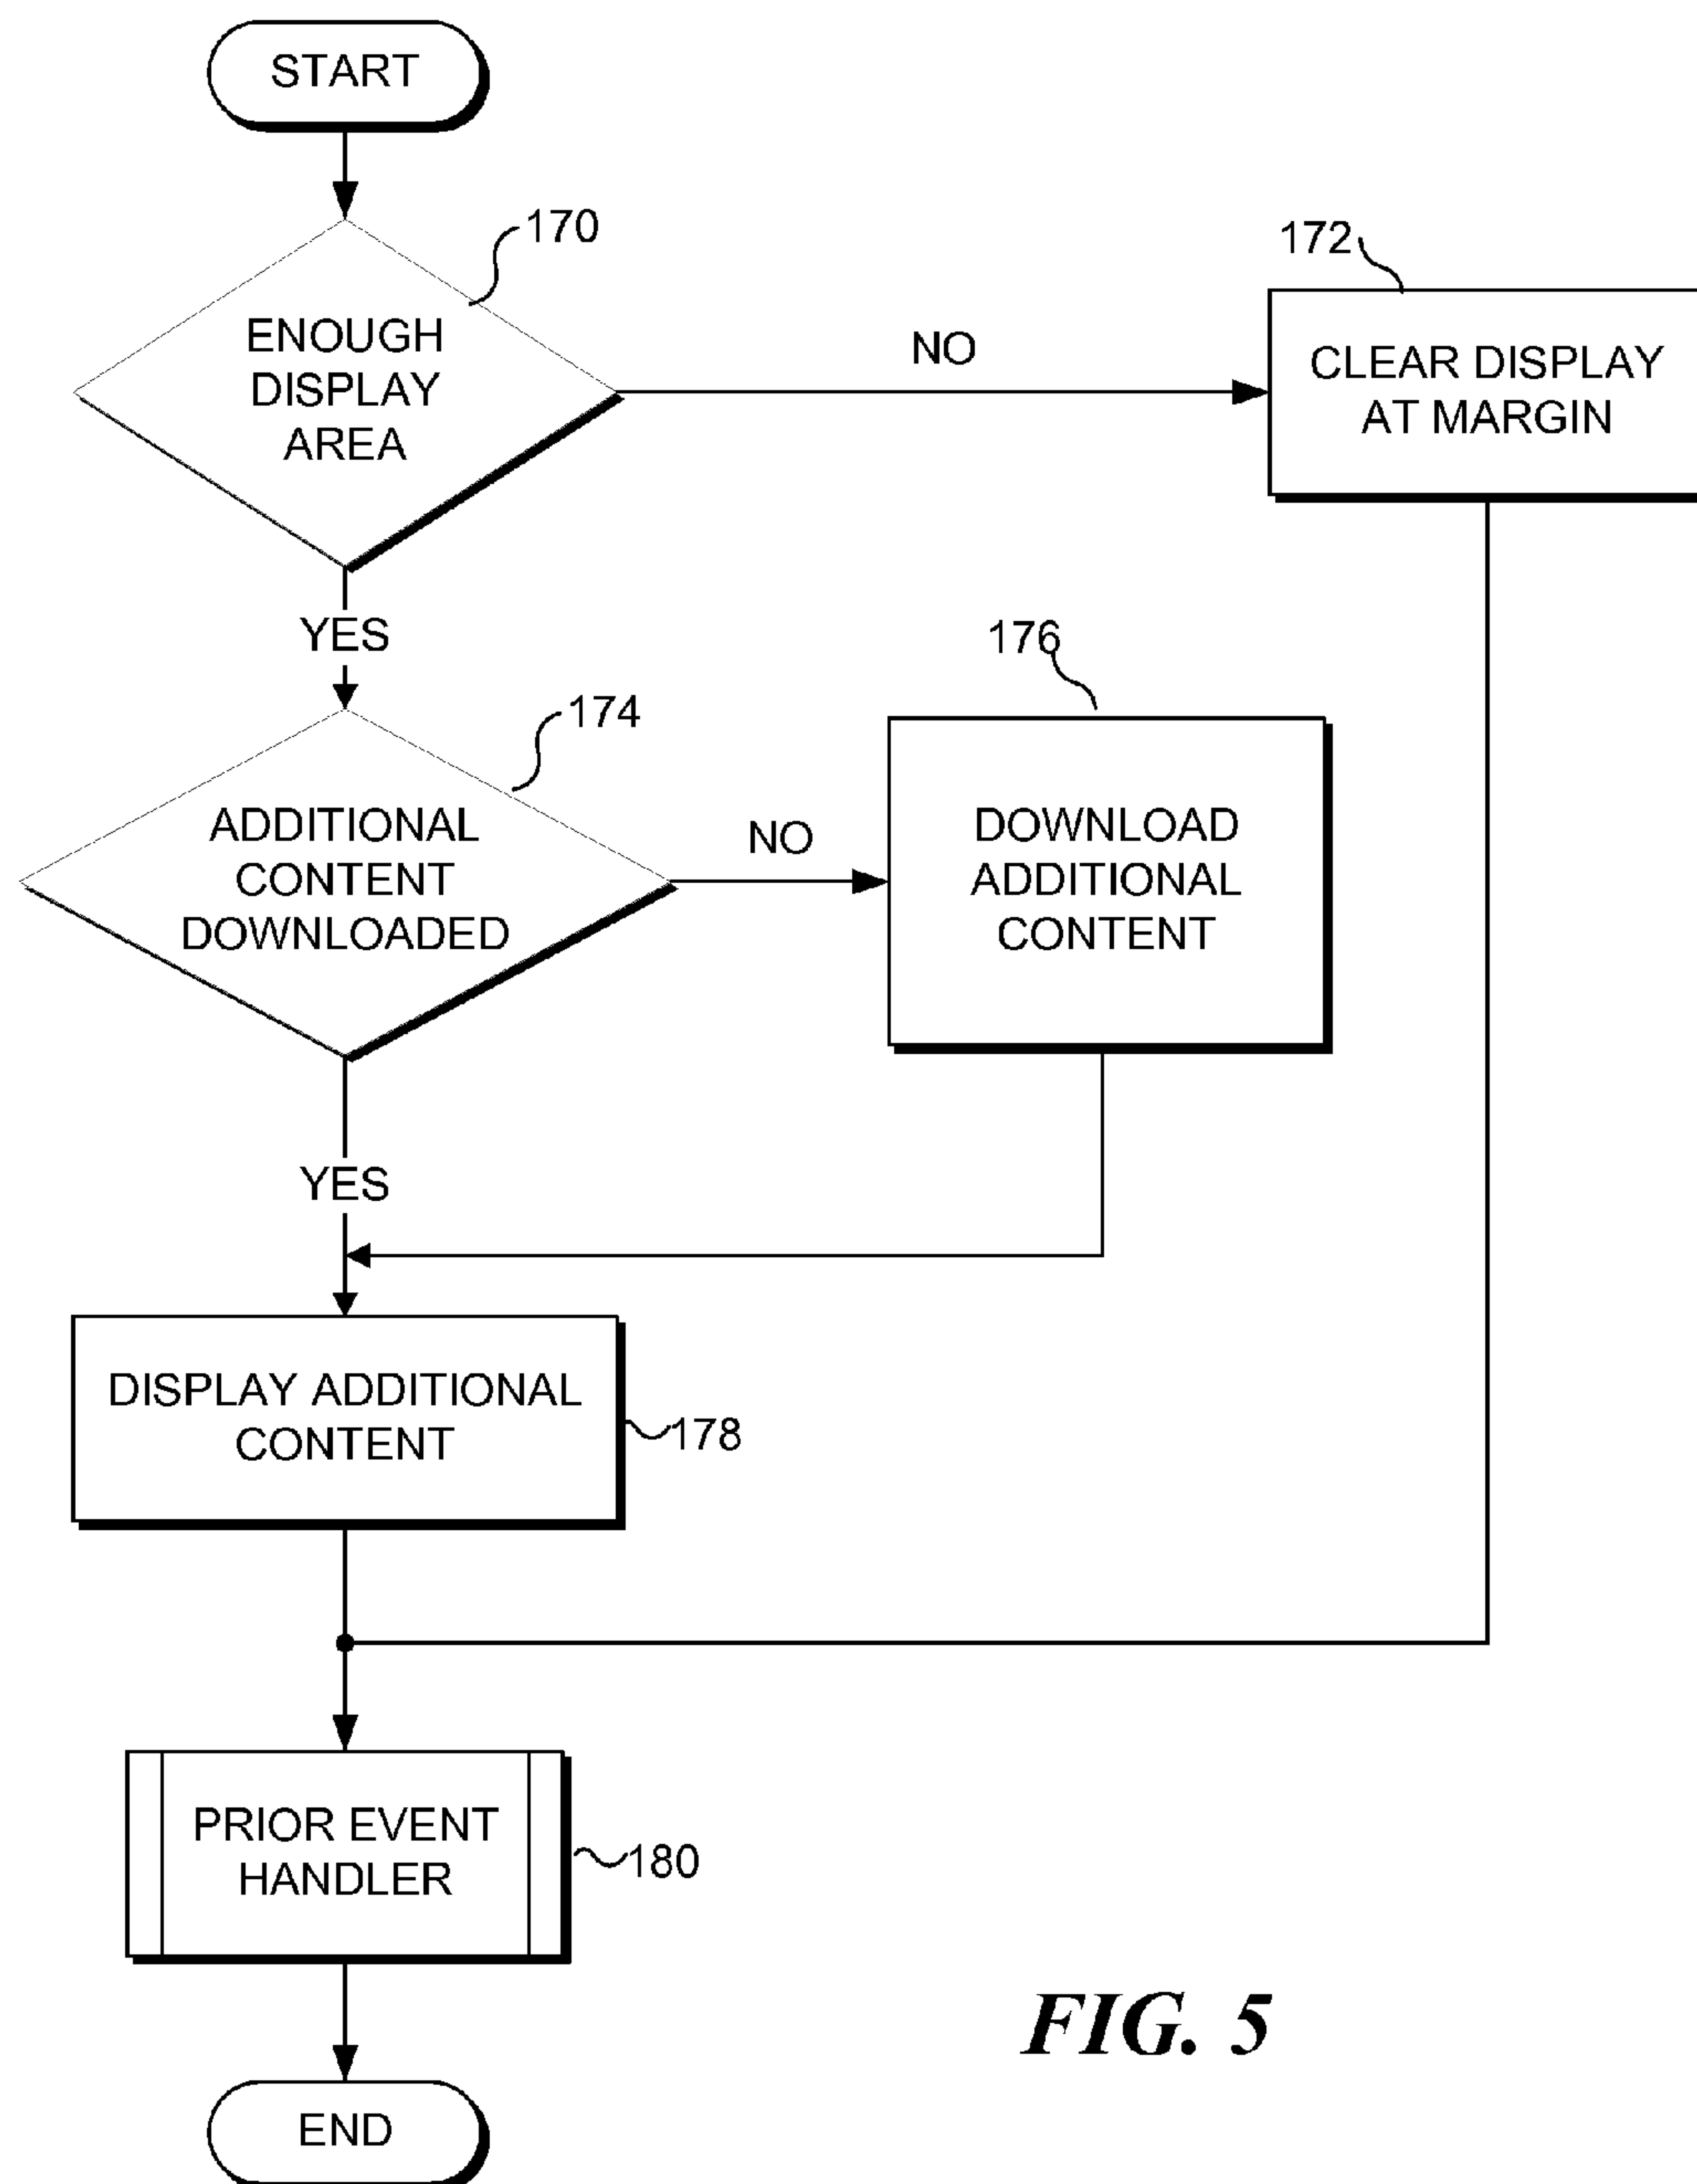 START
170
ENOUGH
DISPLAY
AREA
NO
172
CLEAR DISPLAY
AT MARGIN
YES
174
ADDITIONAL
CONTENT
DOWNLOADED
NO
176
DOWNLOAD
ADDITIONAL
CONTENT
YES
DISPLAY ADDITIONAL
CONTENT
178
PRIOR EVENT
HANDLER
180
FIG. 5
END